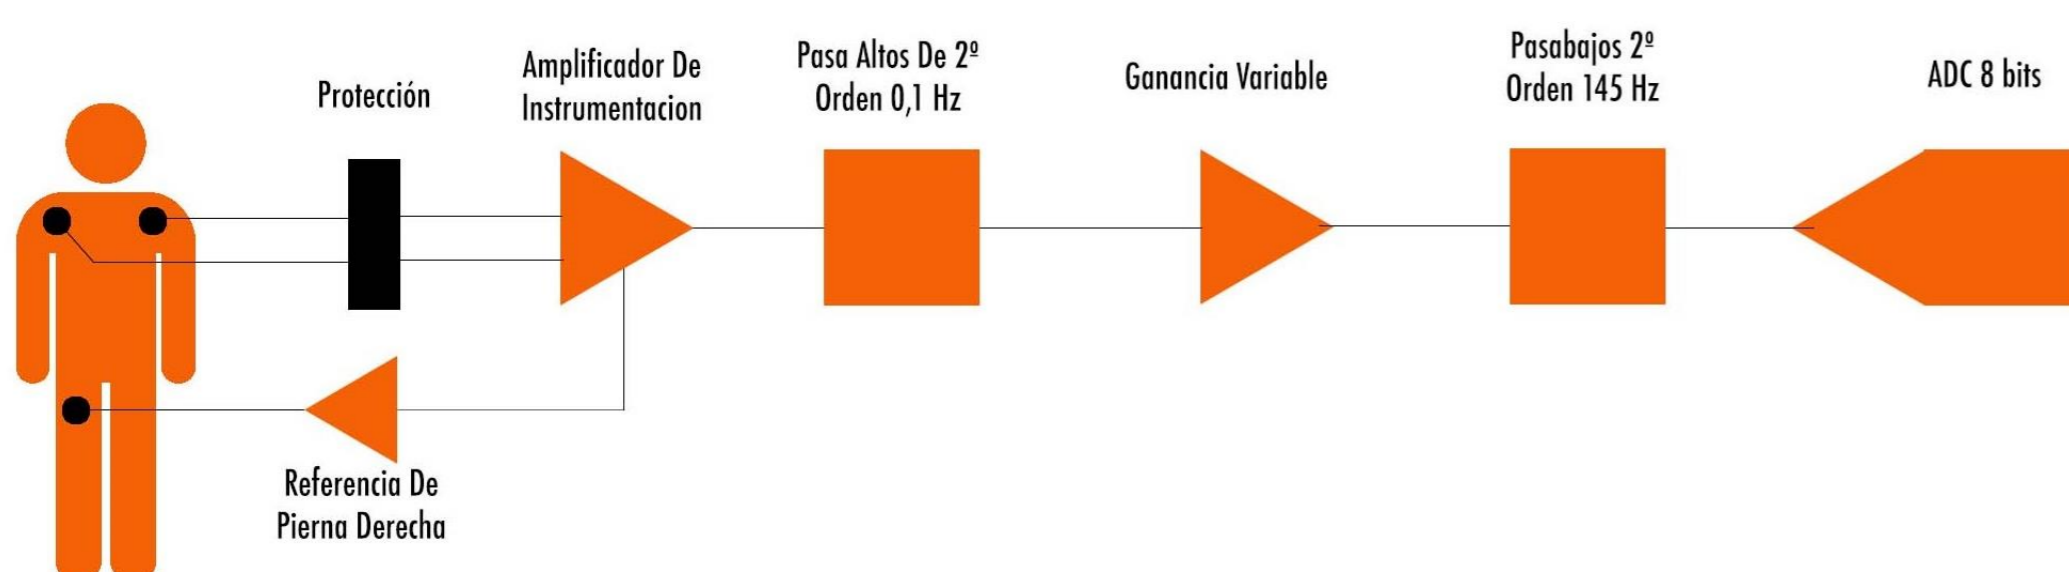 Protección
Amplificador De
Instrumentacion
Pasa Altos De 2º
Orden 0,1 Hz
Ganancia Variable
Pasabajos 2º
Orden 145 Hz
ADC 8 bits
Referencia De
Pierna Derecha